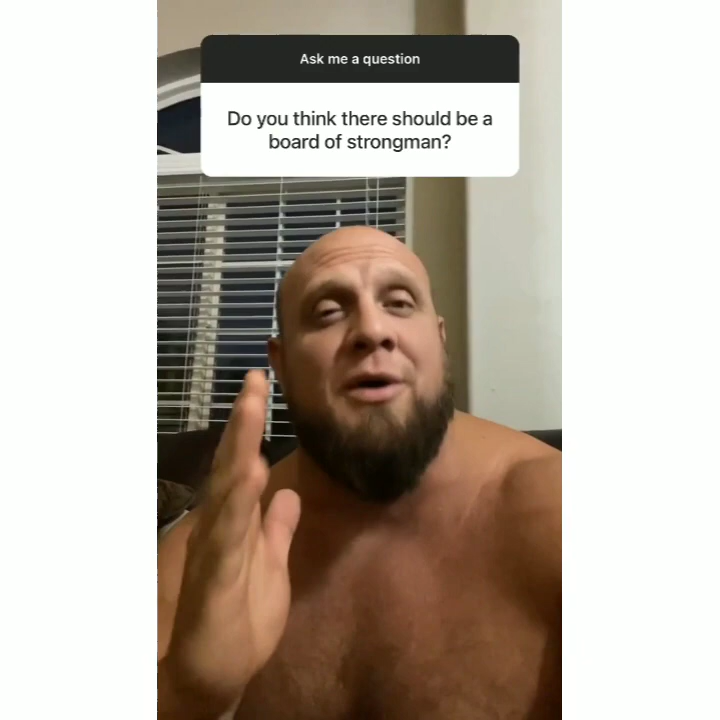 Ask me a question
Do you think there should be a
board of strongman?